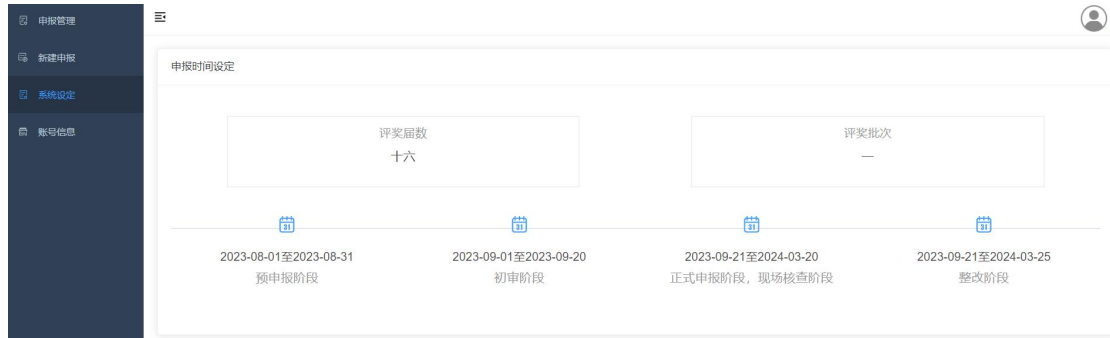 申报管理
新建申报
系统设定
账号信息
申报时间设定
评奖届数
十六
评奖批次
一
31
31
31
31
2023-08-01至2023-08-31
2023-09-01至2023-09-20
2023-09-21至2024-03-20
2023-09-21至2024-03-25
预申报阶段
初审阶段
正式申报阶段，现场核查阶段
整改阶段